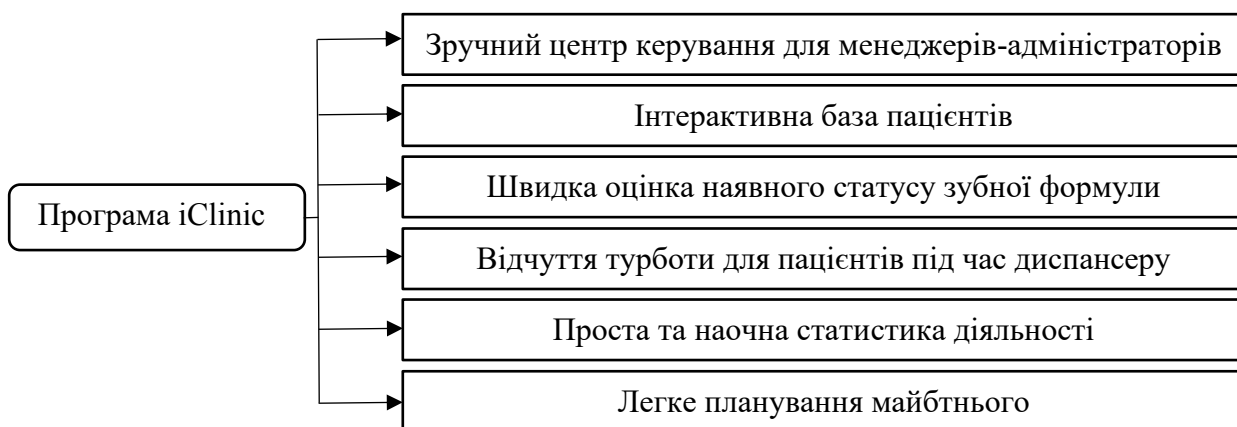 Зручний центр керування для менеджерів-адміністраторів
Інтерактивна база пацієнтів
Швидка оцінка наявного статусу зубної формули
Програма iClinic
Відчуття турботи для пацієнтів під час диспансеру
Проста та наочна статистика діяльності
Легке планування майбтнього